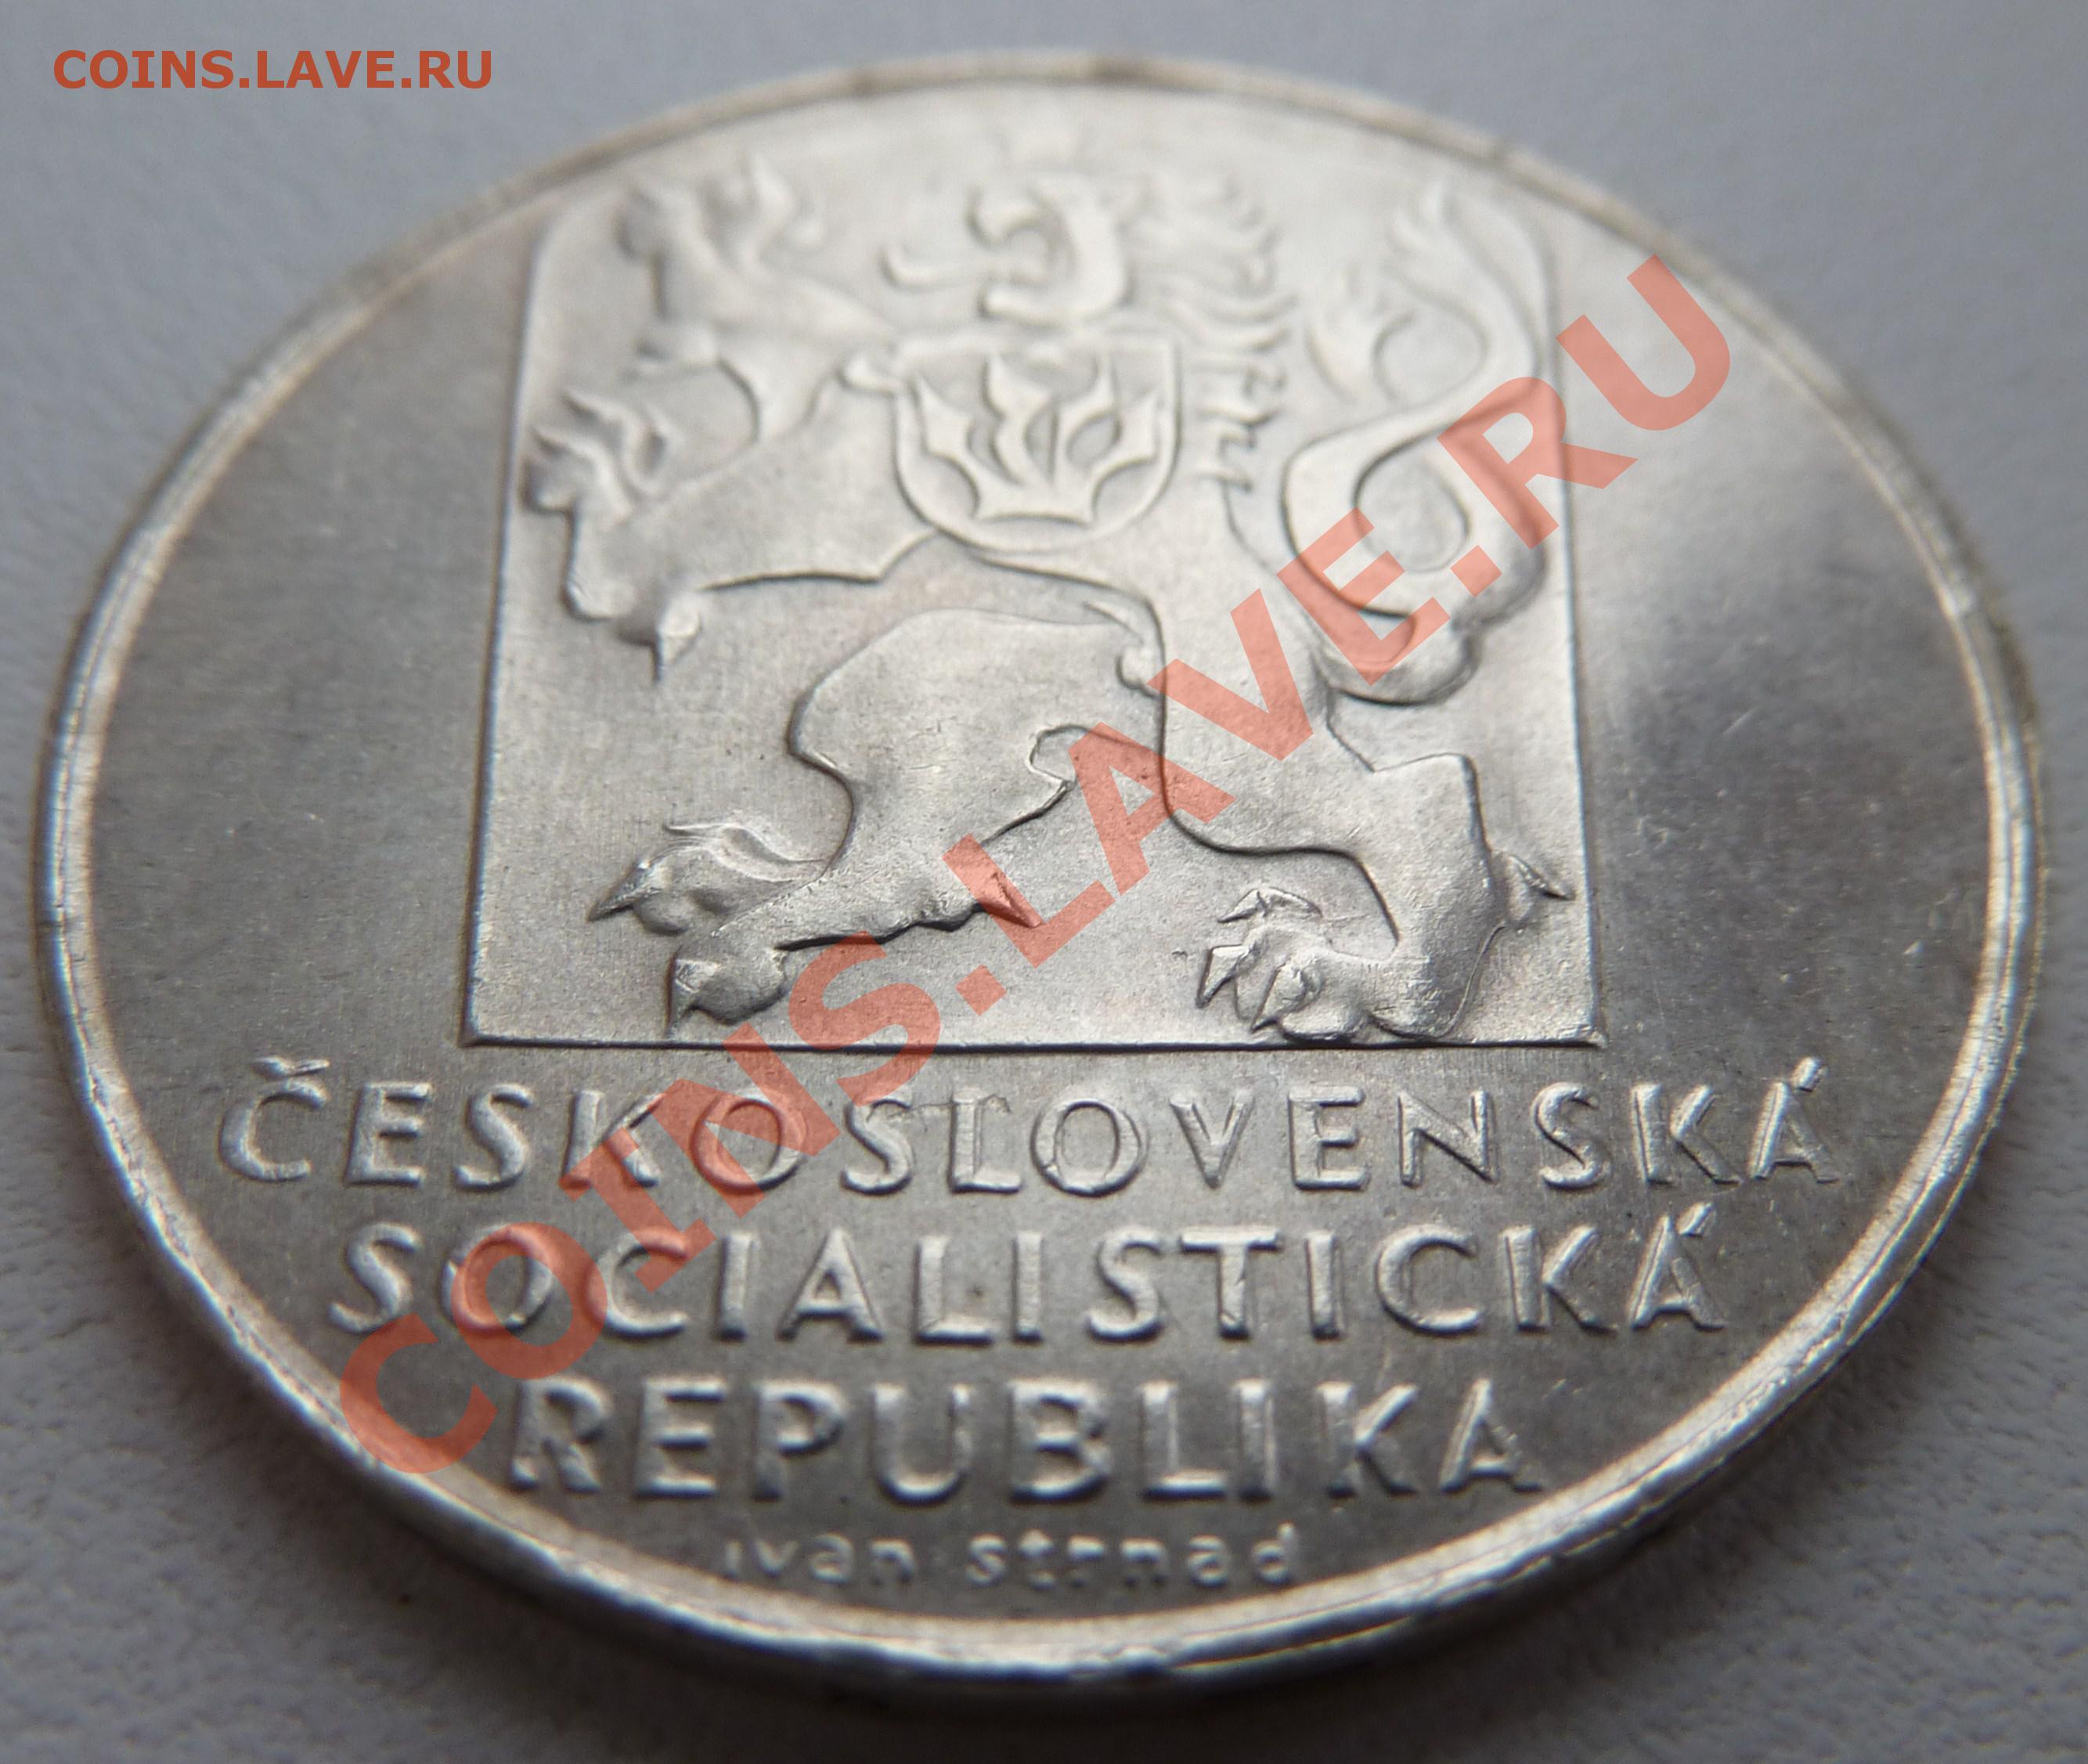 COINS.LAVE.RU
COINS.LAVE.RU
ČESKOSLOVENSKÁ
SOCIALISTICKÁ
REPUBLIKA
ivan strnad